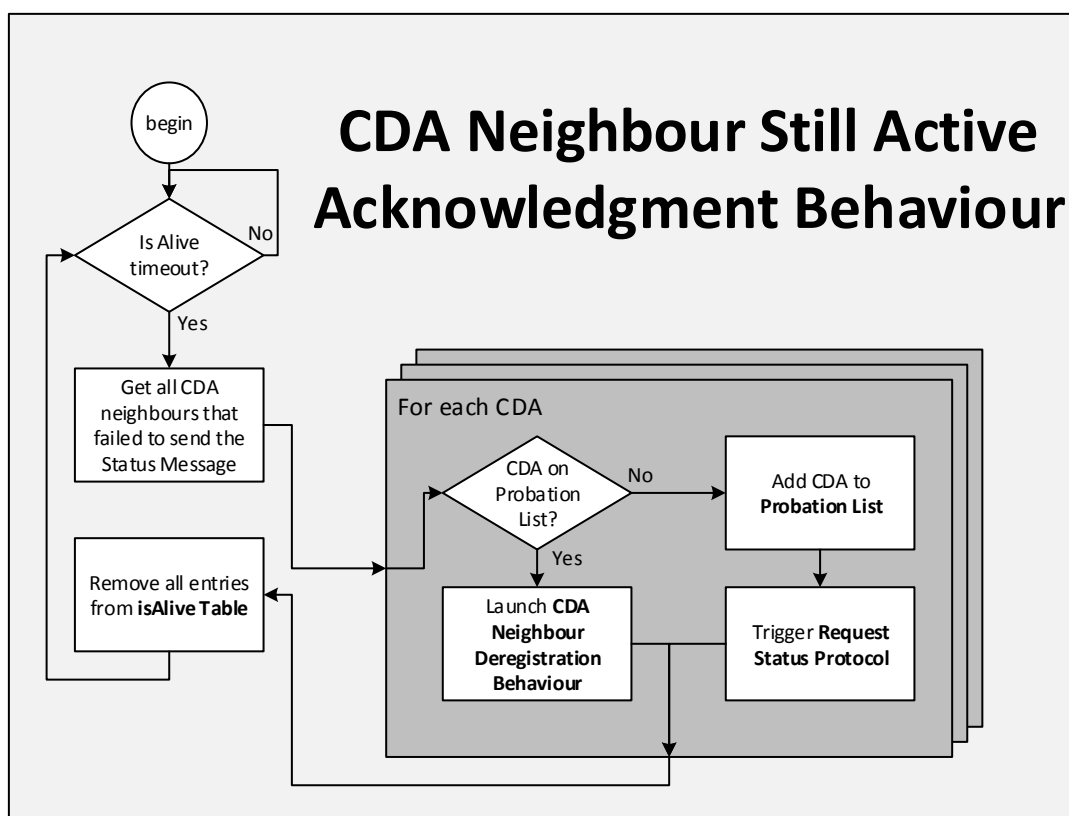 CDA Neighbour Still Active
Acknowledgment Behaviour
begin
Is Alive
timeout?
No
Yes
Get all CDA
neighbours that
failed to send the
Status Message
For each CDA
CDA on
Probation
List?
No
Add CDA to
Probation List
Yes
Launch CDA
Neighbour
Deregistration
Behaviour
Trigger Request
Status Protocol
Remove all entries
from isAlive Table